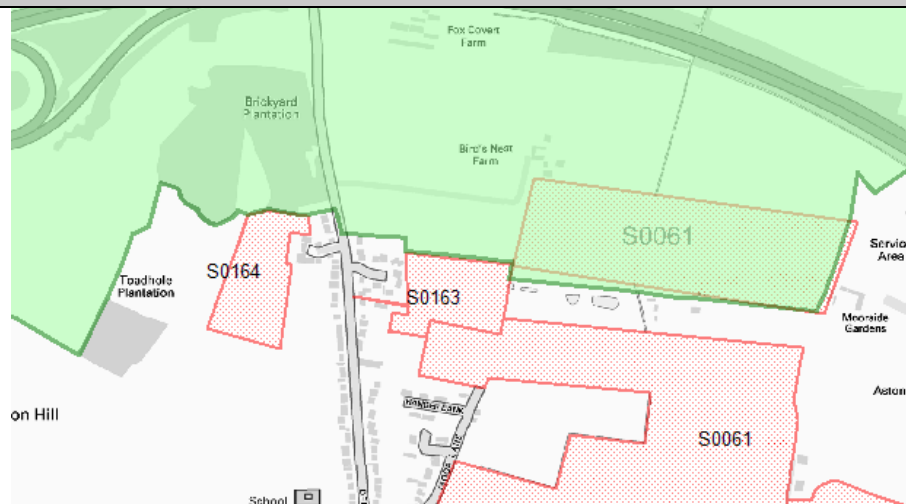 Fox Covert
Farm
Brickyard
Plantation
Bird's Nest
Farm
S0061
Service
Area
S0164
Toadhole
Plantation
S0163
Moorside
Gardens
Aston
on Hill
S0061
School